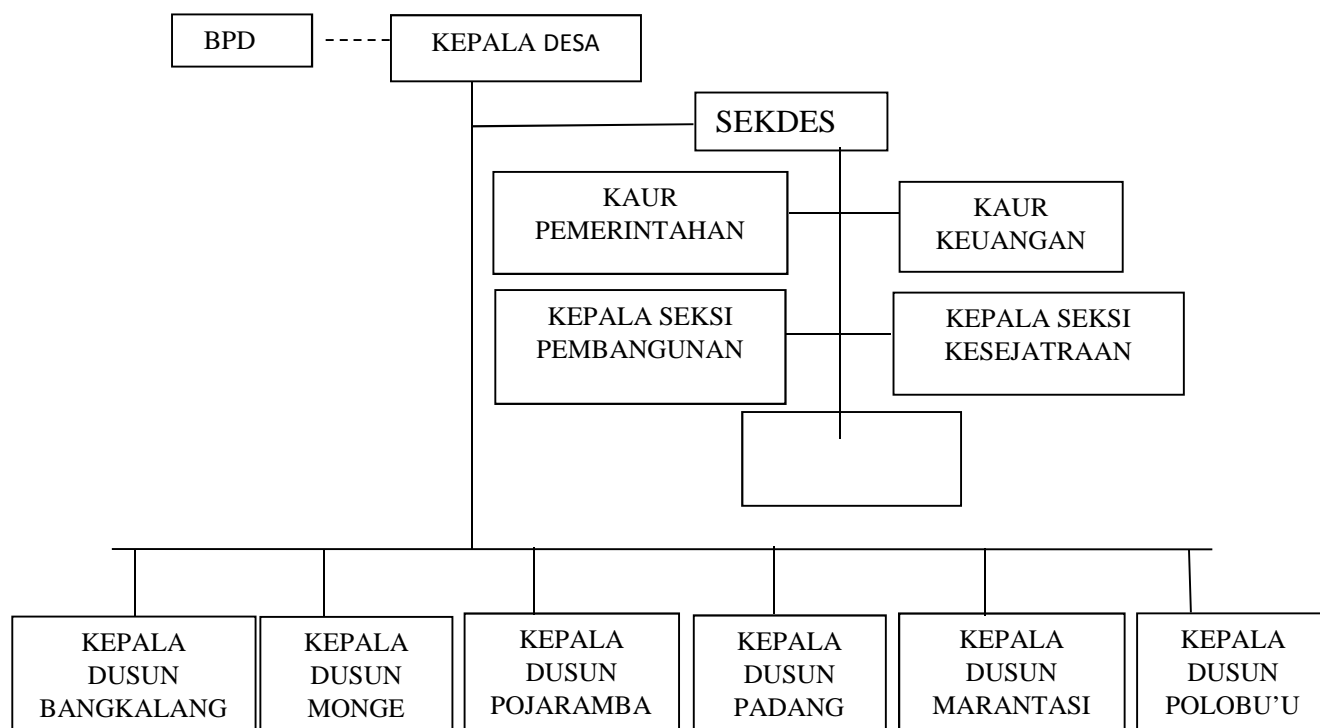 BPD
KEPALA DESA
SEKDES
KAUR
PEMERINTAHAN
KAUR
KEUANGAN
KEPALA SEKSI
PEMBANGUNAN
KEPALA SEKSI
KESEJATRAAN
KEPALA
DUSUN
BANGKALANG
KEPALA
DUSUN
MONGE
KEPALA
DUSUN
POJARAMBA
KEPALA
DUSUN
PADANG
KEPALA
DUSUN
MARANTASI
KEPALA
DUSUN
POLOBU’U